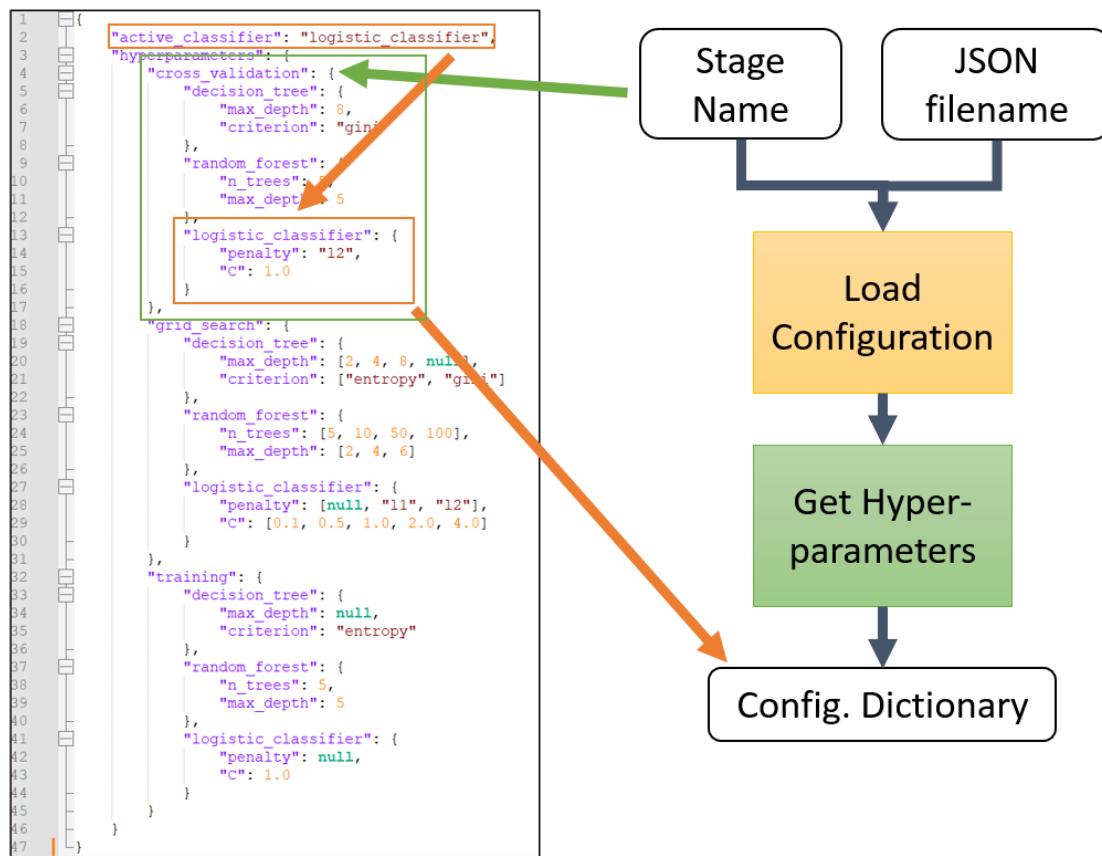 1 {
2 "active_classifier": "logistic_classifier",
3 "hyperparameters": {
4 "cross_validation": {
5 "decision_tree": {
6 "max_depth": 8,
7 "criterion": "gini
8 },
9 "random_forest": {
10 "n_trees":
11 "max_depth": 5
12 },
13 "logistic_classifier": {
14 "penalty": "l2",
15 "C": 1.0
16 }
17 },
18 "grid_search": {
19 "decision_tree": {
20 "max_depth": [2, 4, 8, null],
21 "criterion": ["entropy", "gini"]
22 },
23 "random_forest": {
24 "n_trees": [5, 10, 50, 100],
25 "max_depth": [2, 4, 6]
26 },
27 "logistic_classifier": {
28 "penalty": [null, "l1", "l2"],
29 "C": [0.1, 0.5, 1.0, 2.0, 4.0]
30 }
31 },
32 "training": {
33 "decision_tree": {
34 "max_depth": null,
35 "criterion": "entropy"
36 },
37 "random_forest": {
38 "n_trees": 5,
39 "max_depth": 5
40 },
41 "logistic_classifier": {
42 "penalty": null,
43 "C": 1.0
44 }
45 }
46 }
47 }
Stage
Name
JSON
filename
Load
Configuration
Get Hyper-
parameters
Config. Dictionary